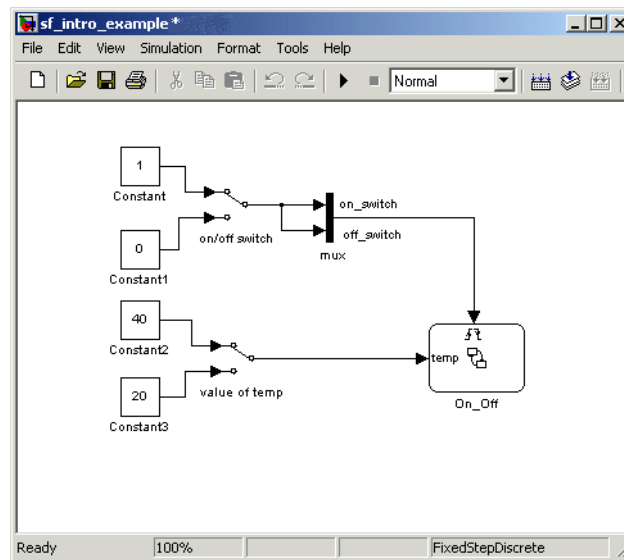 sf_intro_example *
File Edit View Simulation Format Tools Help
Normal
1
Constant
on_switch
on/off switch
off_switch
0
mux
Constant1
40
Constant2
temp
20
value of temp
On_Off
Constant3
Ready 100% FixedStepDiscrete